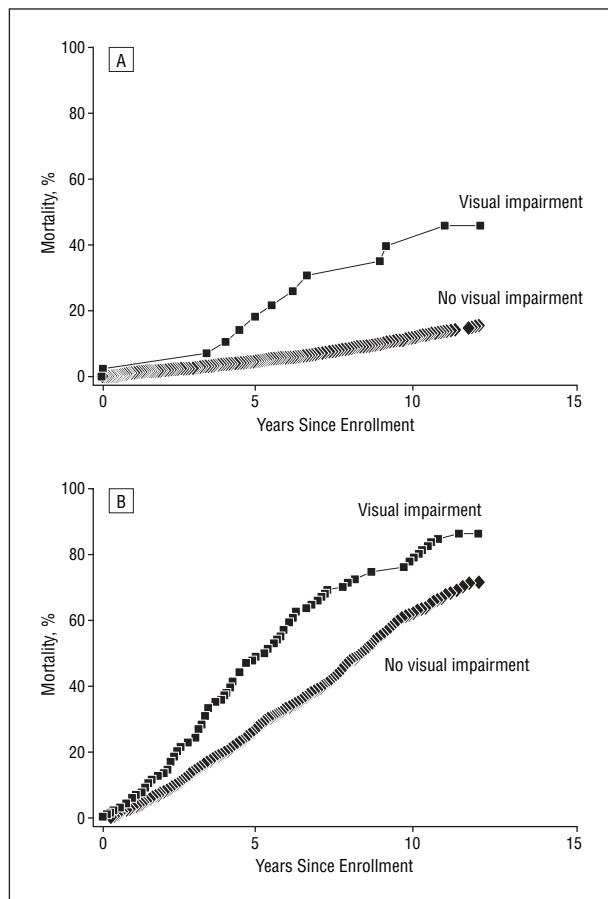 A
100
80
60
40
20
0
Mortality, %
Visual impairment
No visual impairment
0 5 10 15
Years Since Enrollment
B
100
80
60
40
20
0
Mortality, %
Visual impairment
No visual impairment
0 5 10 15
Years Since Enrollment